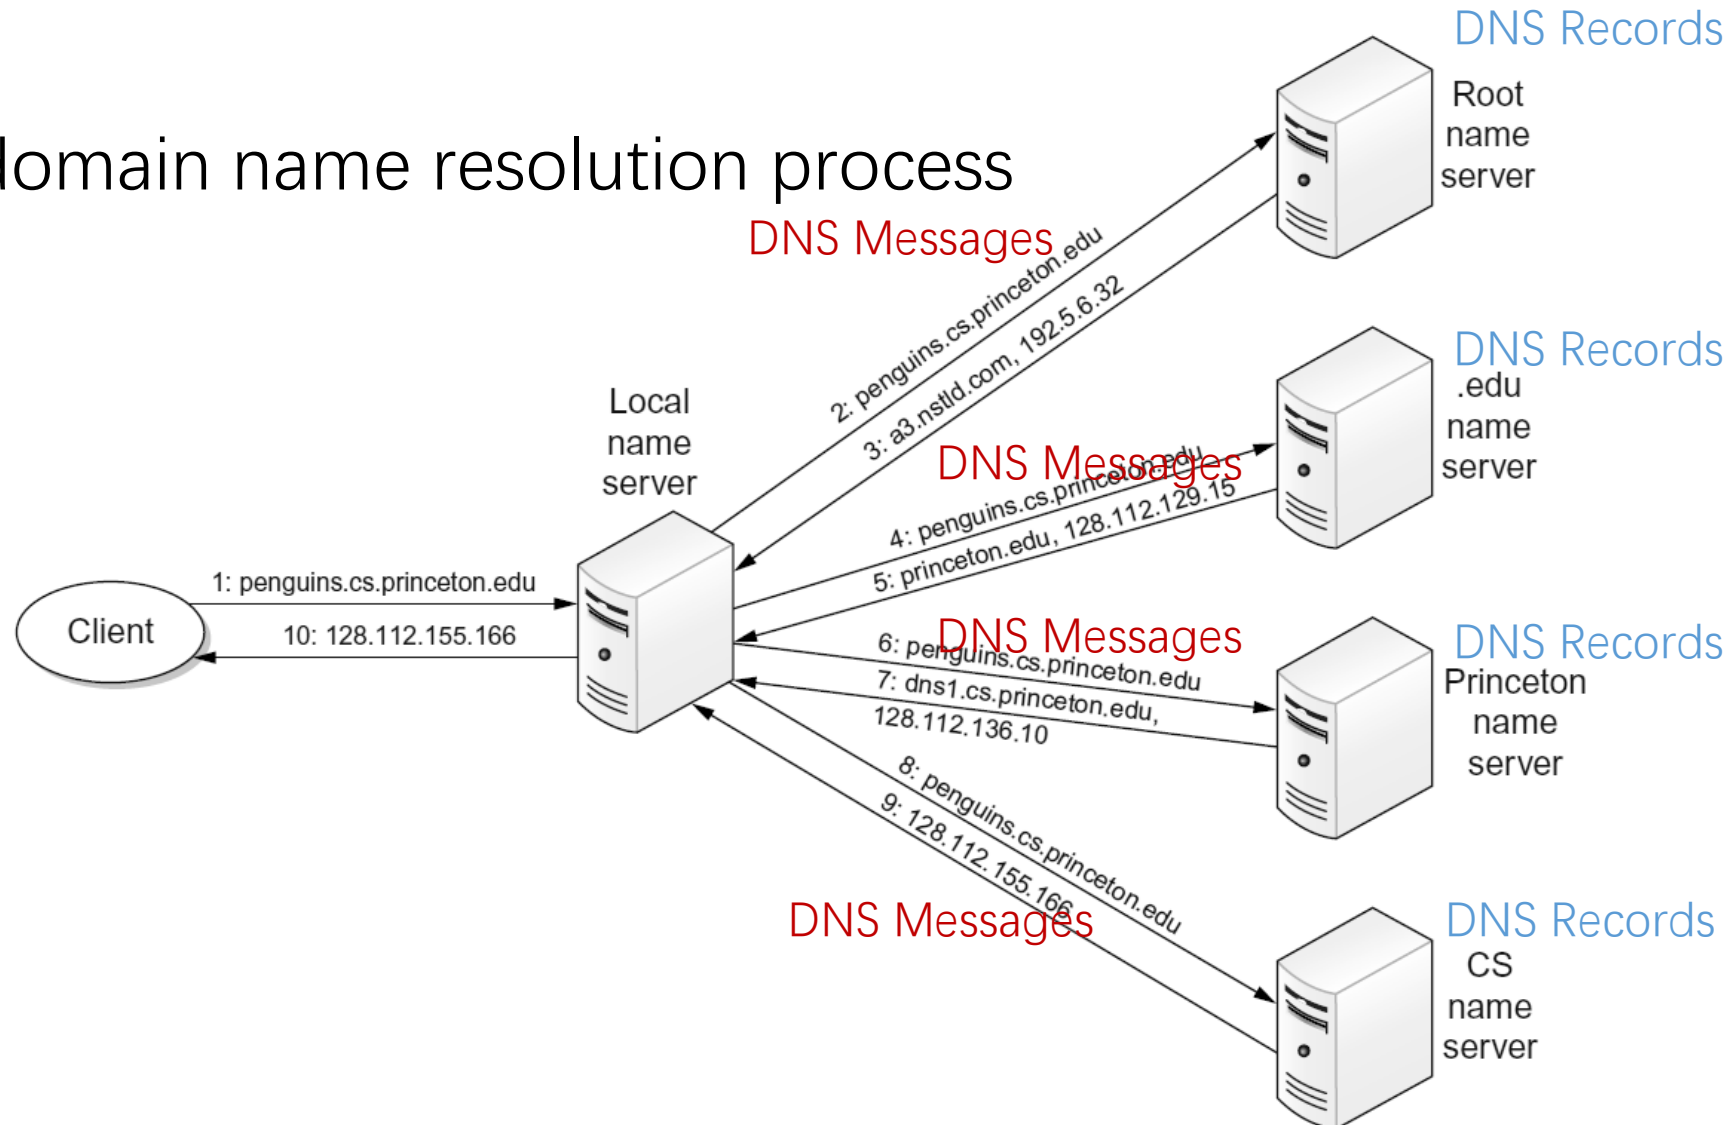 domain name resolution process
DNS Records
Root
name
server
DNS Messages
2: penguins.cs.princeton.edu
3: a3.nstld.com, 192.5.6.32
DNS Records
.edu
name
server
Local
name
server
DNS Messages
4: penguins.cs.princeton.edu
5: princeton.edu, 128.112.129.15
1: penguins.cs.princeton.edu
Client
10: 128.112.155.166
DNS Messages
6: penguins.cs.princeton.edu
7: dns1.cs.princeton.edu,
128.112.136.10
DNS Records
Princeton
name
server
8: penguins.cs.princeton.edu
9: 128.112.155.166
DNS Messages
DNS Records
CS
name
server